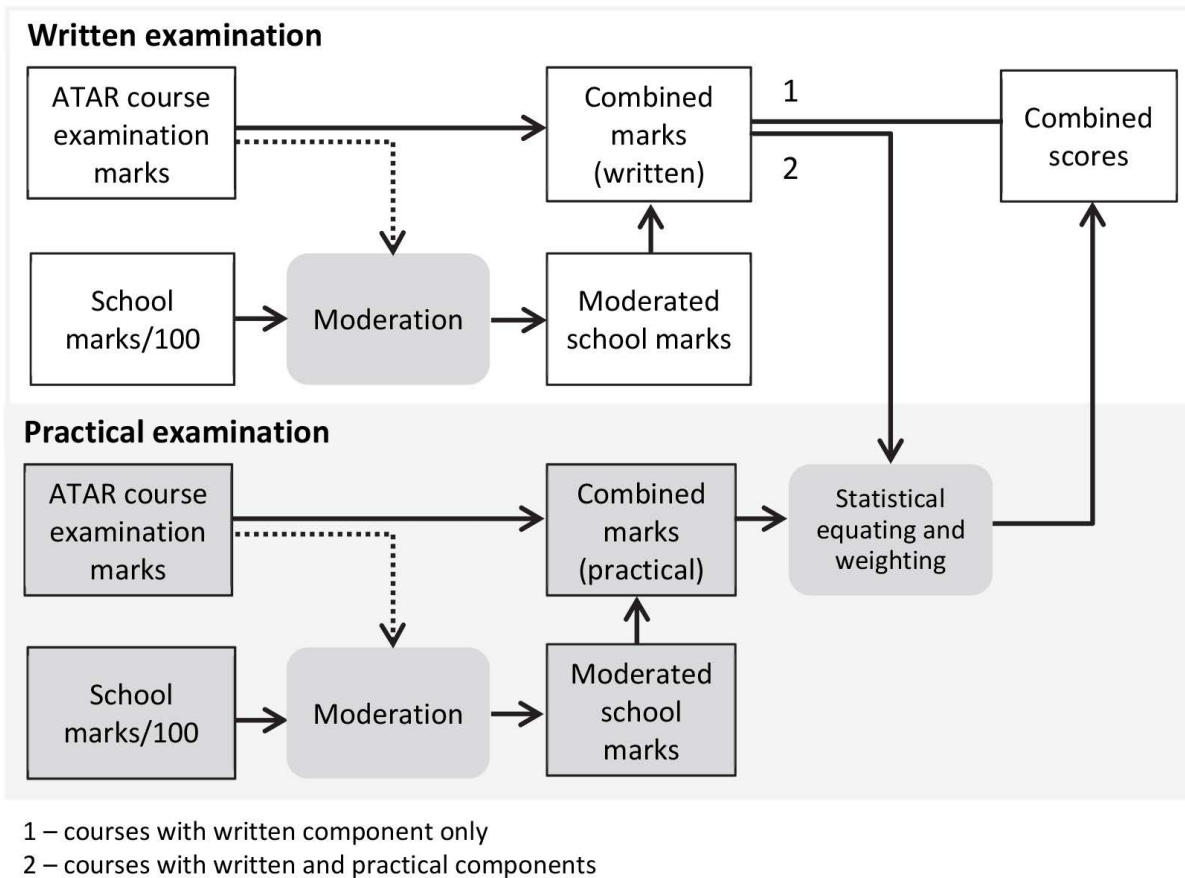 Written examination
ATAR course
examination
marks
Combined
marks
(written)
1
2
Combined
scores
School
marks/100
Moderation
Moderated
school marks
Practical examination
ATAR course
examination
marks
Combined
marks
(practical)
Statistical
equating and
weighting
School
marks/100
Moderation
Moderated
school
marks
1 – courses with written component only
2 – courses with written and practical components